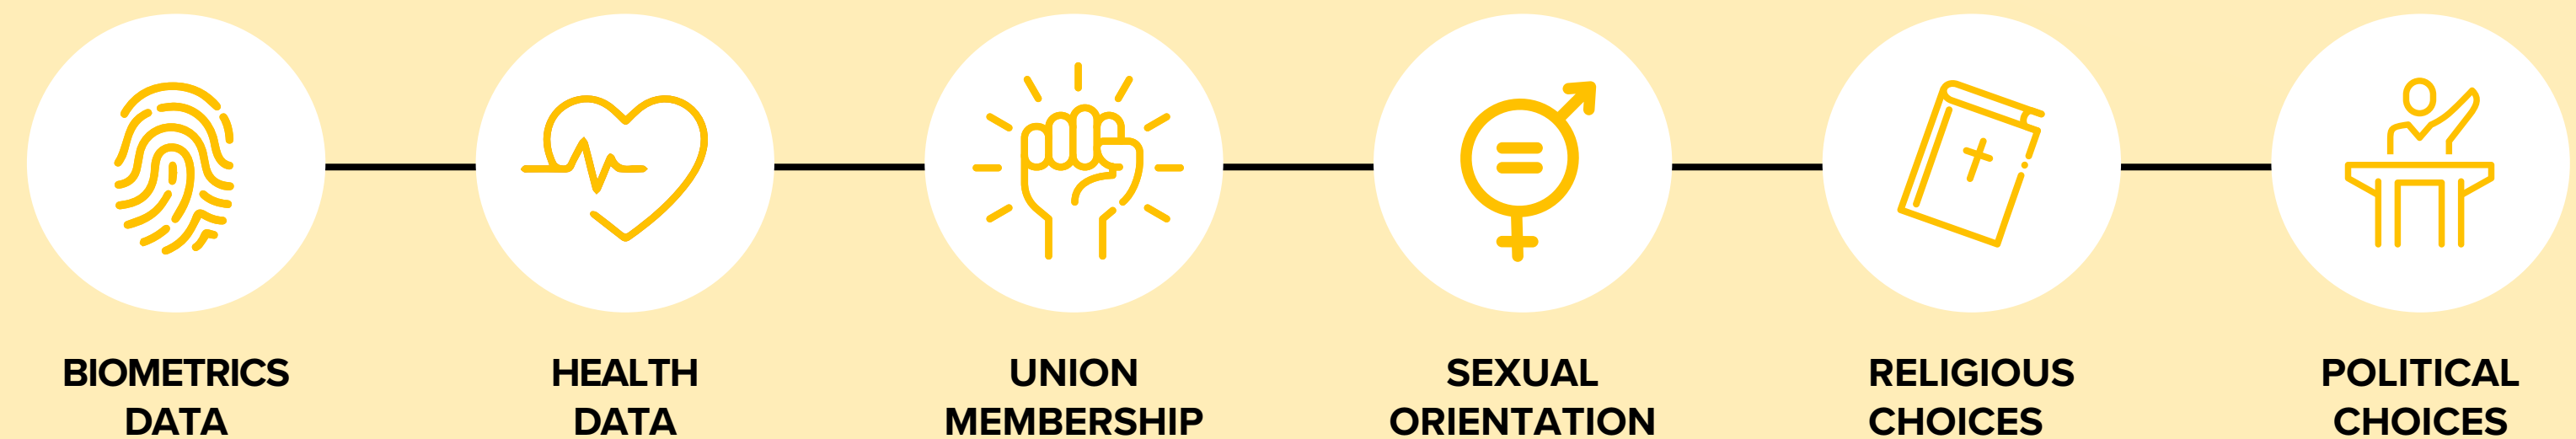 BIOMETRICS
DATA
HEALTH
DATA
UNION
MEMBERSHIP
SEXUAL
ORIENTATION
RELIGIOUS
CHOICES
POLITICAL
CHOICES